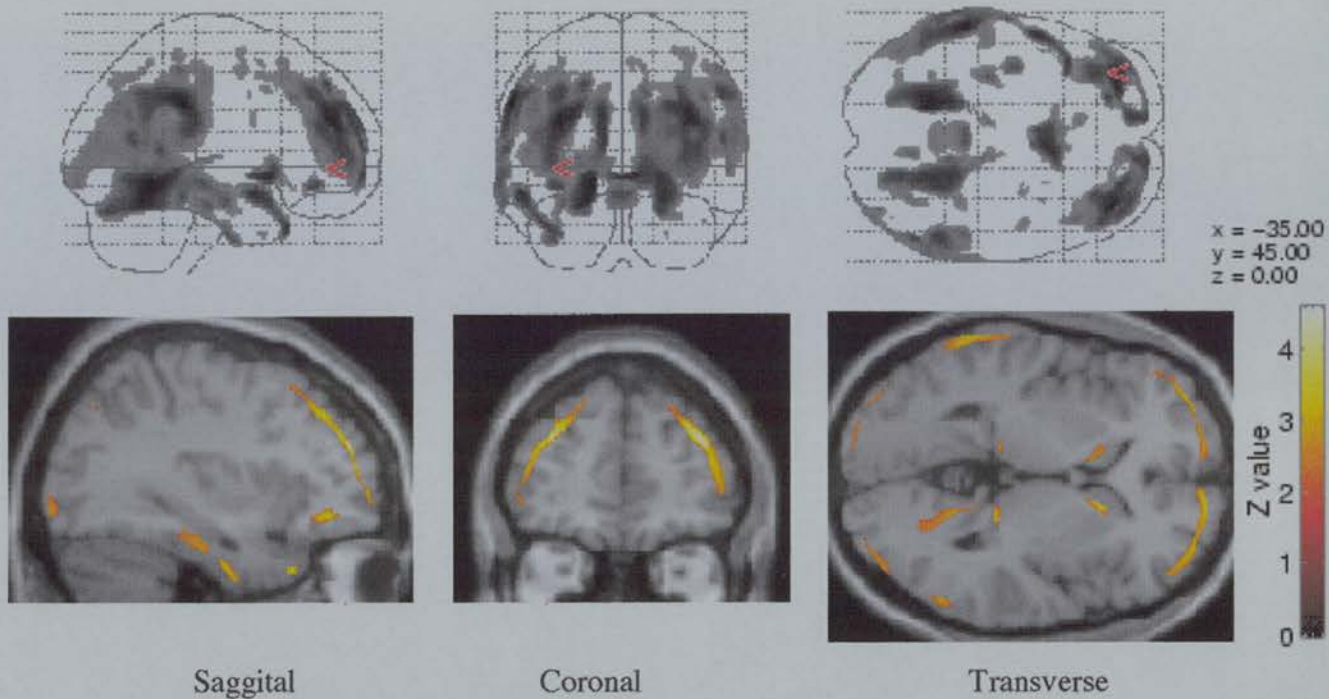 x = -35.00
y = 45.00
z = 0.00
4
3
2
1
0
Z value
Saggital
Coronal
Transverse